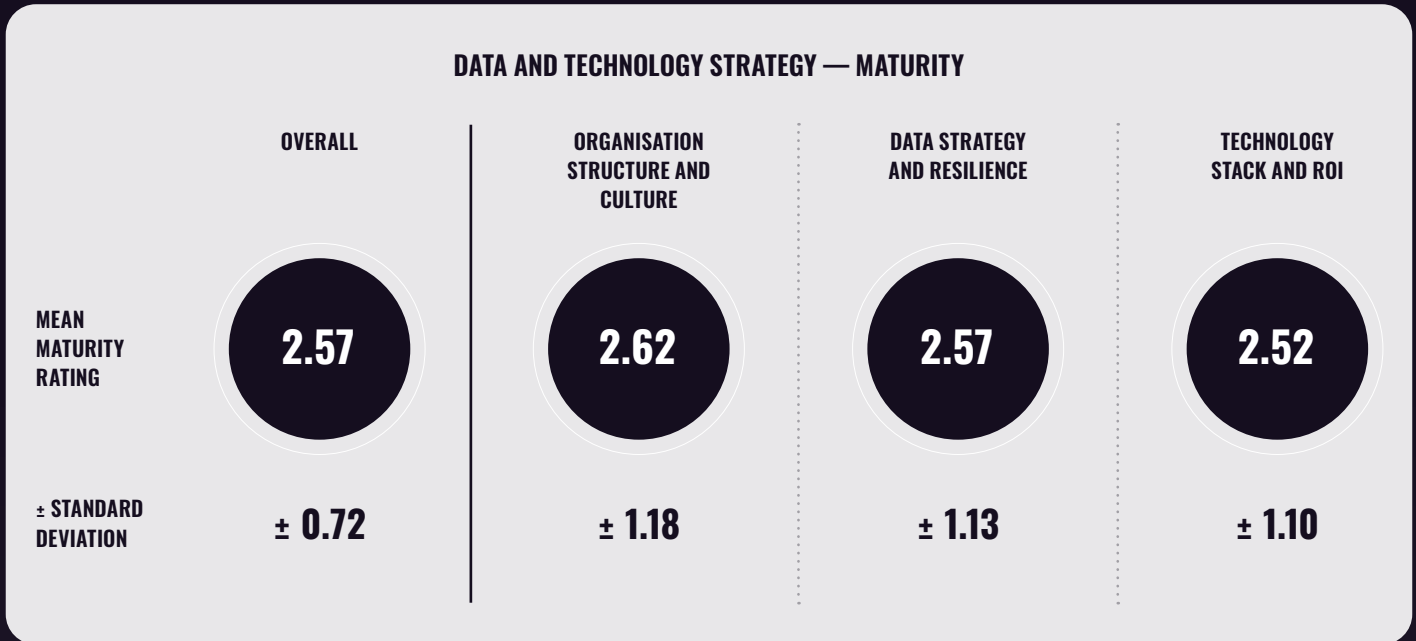 DATA AND TECHNOLOGY STRATEGY — MATURITY
OVERALL
ORGANISATION
STRUCTURE AND
CULTURE
DATA STRATEGY
AND RESILIENCE
TECHNOLOGY
STACK AND ROI
MEAN
MATURITY
RATING
2.57
2.62
2.57
2.52
± STANDARD
DEVIATION
± 0.72
± 1.18
± 1.13
± 1.10